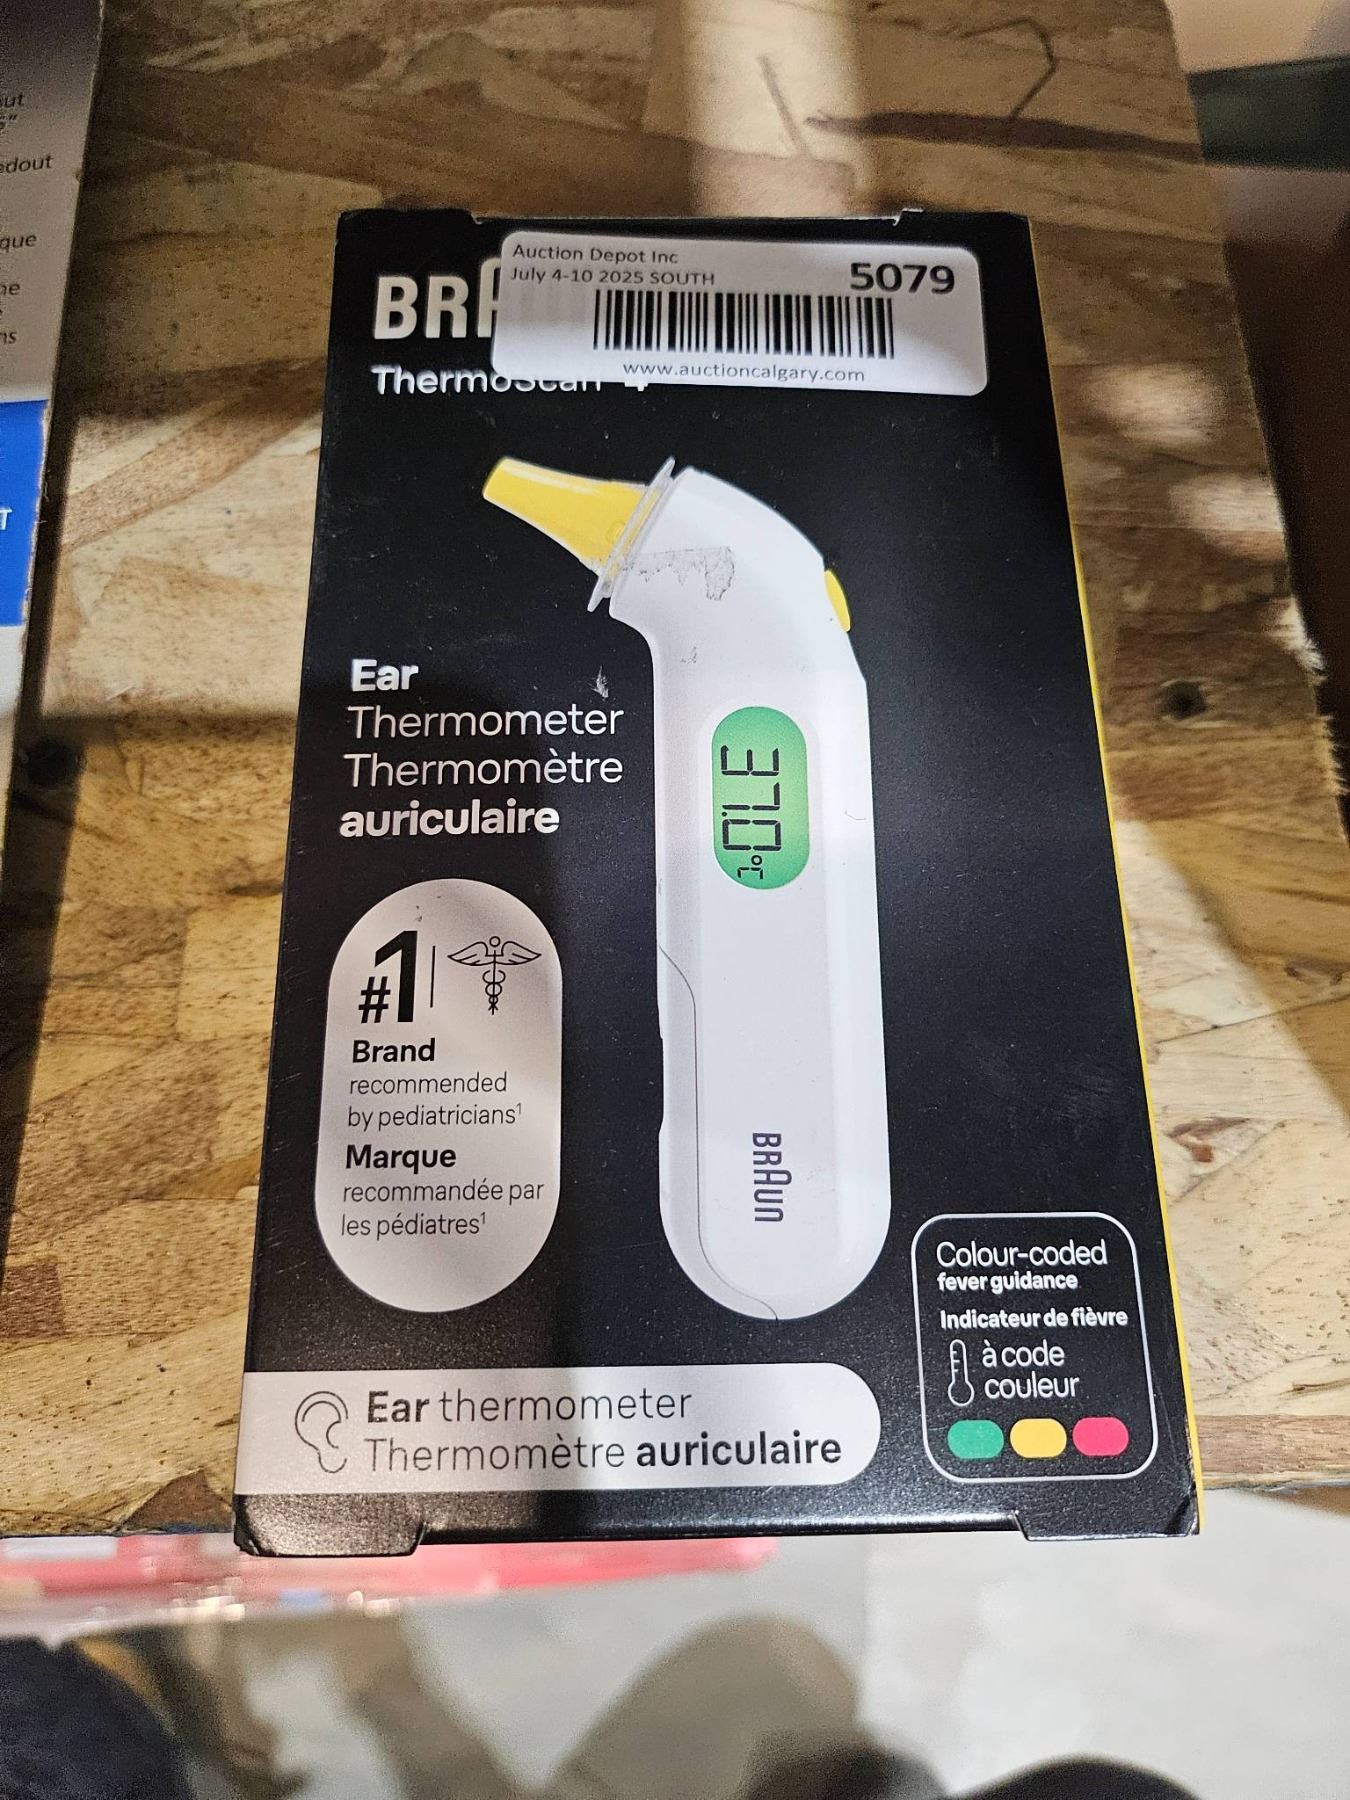 Auction Depot Inc
July 4-10 2025 SOUTH
5079
www.auctioncalgary.com
ThermoScan 4
Ear
Thermometer
Thermomètre
auriculaire
37.0°C
BRAUN
#1
Brand
recommended
by pediatricians¹
Marque
recommandée par
les pédiatres¹
Colour-coded
fever guidance
Indicateur de fièvre
à code
couleur
Ear thermometer
Thermomètre auriculaire